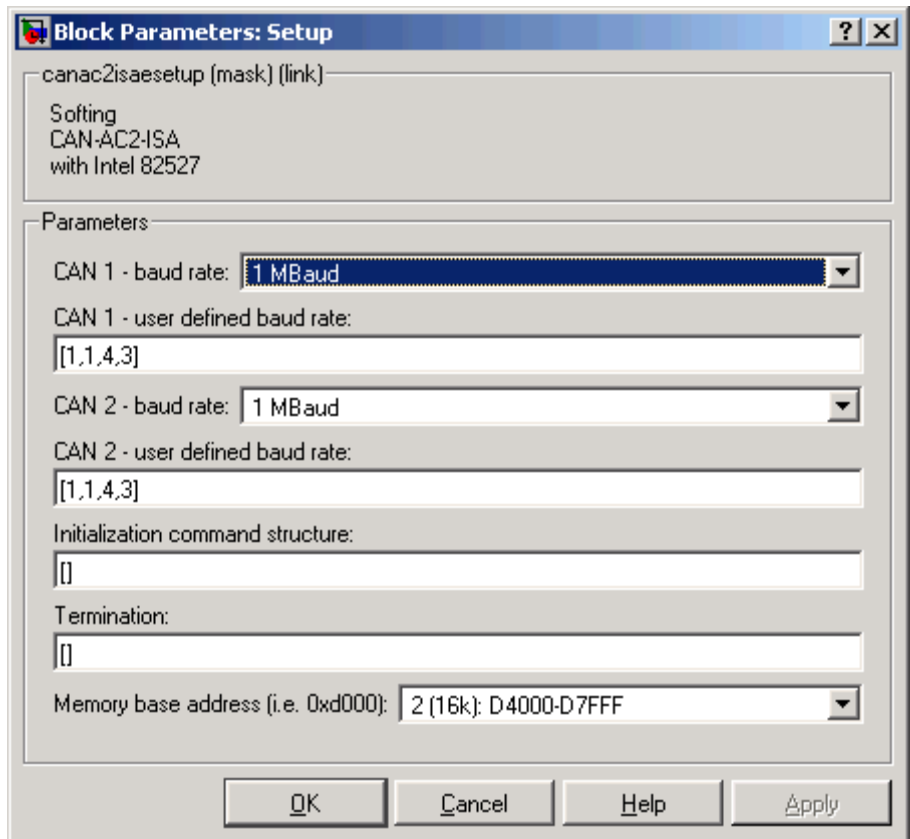 Block Parameters: Setup
canac2isaesetup (mask) (link)
Softing
CAN-AC2-ISA
with Intel 82527
Parameters
CAN 1 - baud rate: 1 MBaud
CAN 1 - user defined baud rate:
[1,1,4,3]
CAN 2 - baud rate: 1 MBaud
CAN 2 - user defined baud rate:
[1,1,4,3]
Initialization command structure:
[]
Termination:
[]
Memory base address (i.e. 0xd000): 2 (16k): D4000-D7FFF
OK Cancel Help Apply